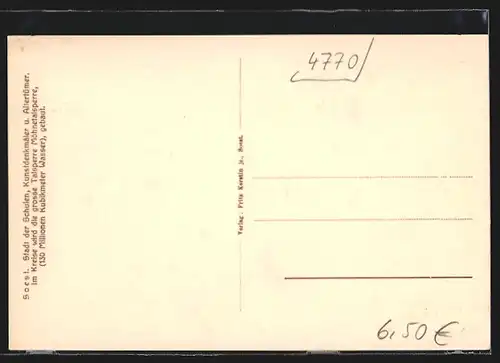 Soest. Stadt der Schulen, Kunstdenkmäler u. Altertümer.
Im Kreise wird die grosse Talsperre Möhnetalsperre,
(130 Millionen Kubikmeter Wasser), gebaut.
Verlag: Fritz Kerstin jr., Soest.
4770
6,50 €